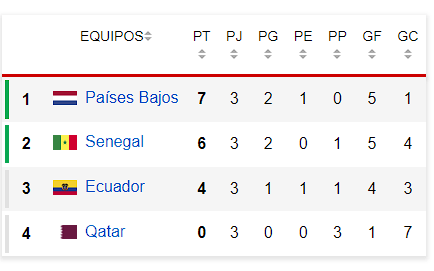 EQUIPOS PT PJ PG PE PP GF GC
1 Países Bajos 7 3 2 1 0 5 1
2 Senegal 6 3 2 0 1 5 4
3 Ecuador 4 3 1 1 1 4 3
4 Qatar 0 3 0 0 3 1 7